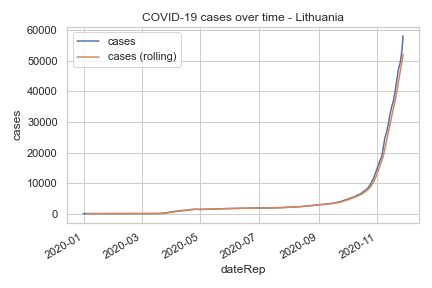 COVID-19 cases over time - Lithuania
cases
cases (rolling)
60000
50000
40000
30000
20000
10000
0
cases
2020-01
2020-03
2020-05
2020-07
2020-09
2020-11
dateRep